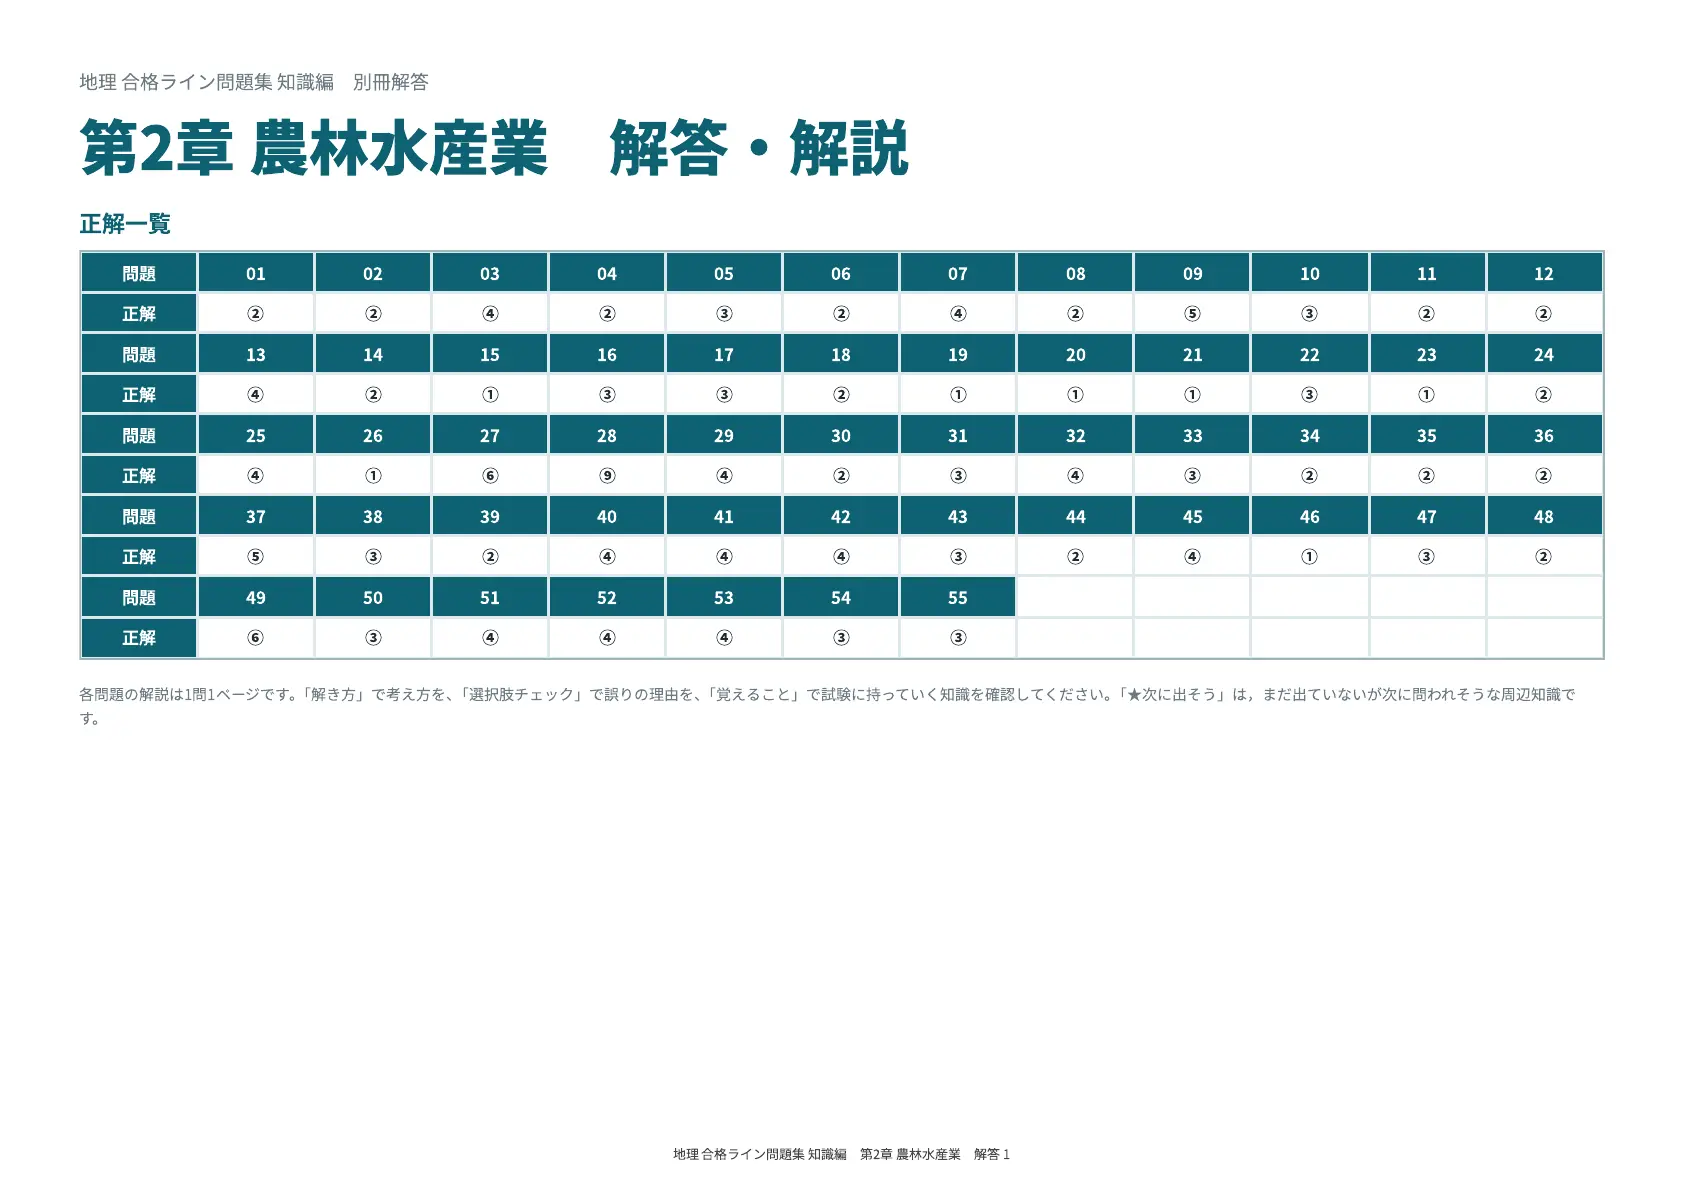 地理 合格ライン問題集 知識編　別冊解答
第2章 農林水産業　解答・解説
正解一覧
問題 01 02 03 04 05 06 07 08 09 10 11 12
正解 ② ② ④ ② ③ ② ④ ② ⑤ ③ ② ②
問題 13 14 15 16 17 18 19 20 21 22 23 24
正解 ④ ② ① ③ ③ ② ① ① ① ③ ① ②
問題 25 26 27 28 29 30 31 32 33 34 35 36
正解 ④ ① ⑥ ⑨ ④ ② ③ ④ ③ ② ② ②
問題 37 38 39 40 41 42 43 44 45 46 47 48
正解 ⑤ ③ ② ④ ④ ④ ③ ② ④ ① ③ ②
問題 49 50 51 52 53 54 55
正解 ⑥ ③ ④ ④ ④ ③ ③
各問題の解説は1問1ページです。「解き方」で考え方を、「選択肢チェック」で誤りの理由を、「覚えること」で試験に持っていく知識を確認してください。「★次に出そう」は，まだ出ていないが次に問われそうな周辺知識で
す。
地理 合格ライン問題集 知識編　第2章 農林水産業　解答 1